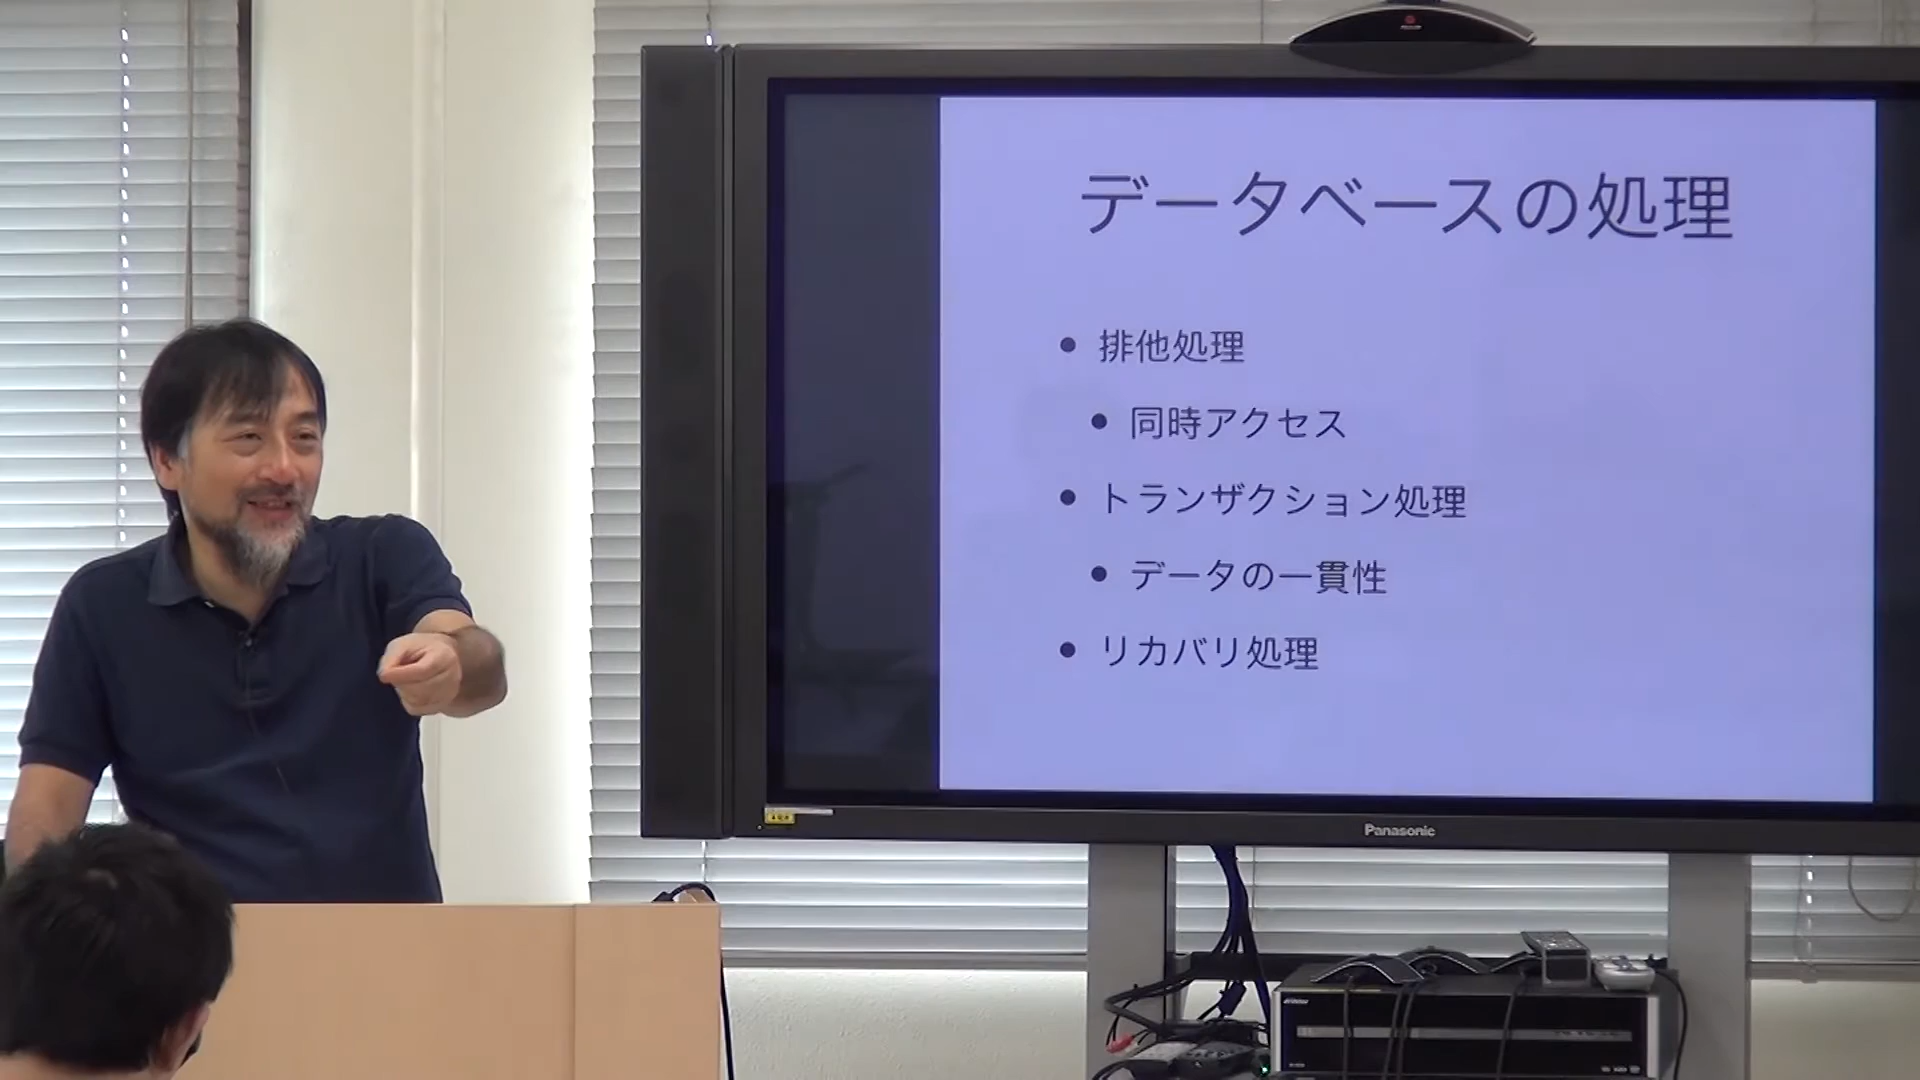 データベースの処理
• 排他処理
• 同時アクセス
• トランザクション処理
• データの一貫性
• リカバリ処理
Panasonic